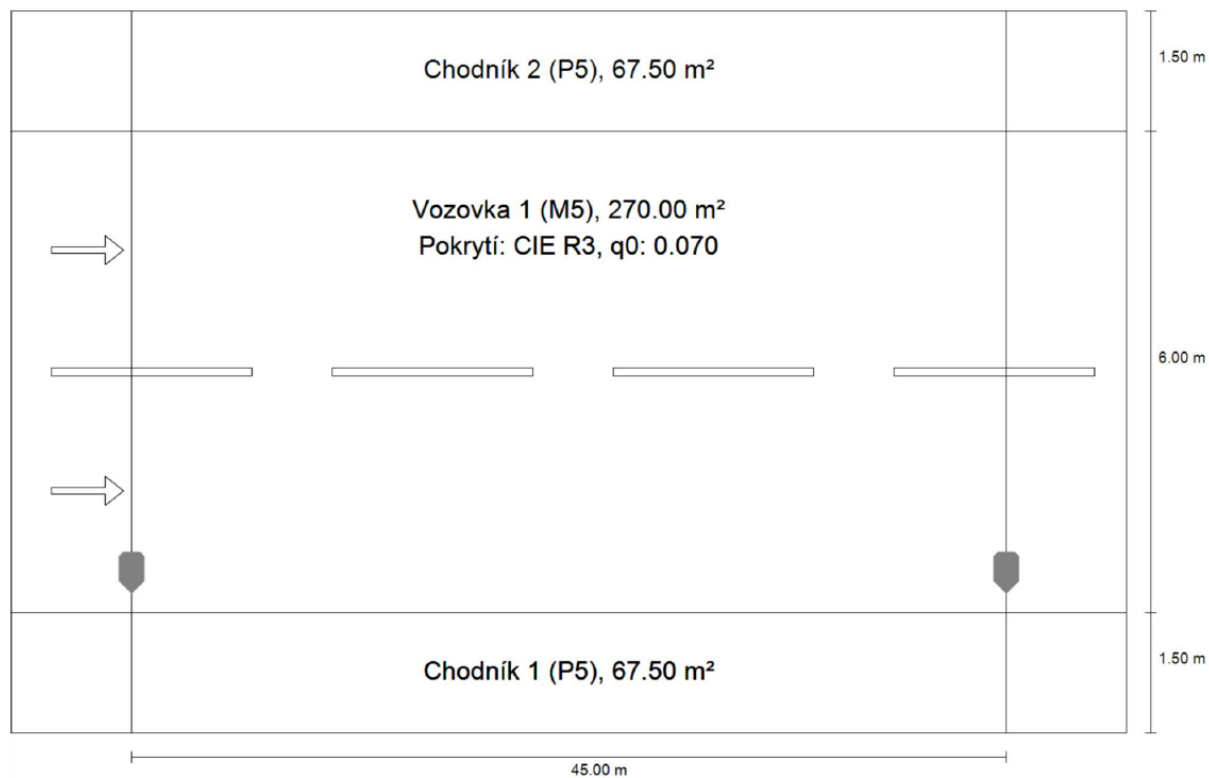 Chodník 2 (P5), 67.50 m²
1.50 m
Vozovka 1 (M5), 270.00 m²
Pokrytí: CIE R3, q0: 0.070
6.00 m
Chodník 1 (P5), 67.50 m²
1.50 m
45.00 m